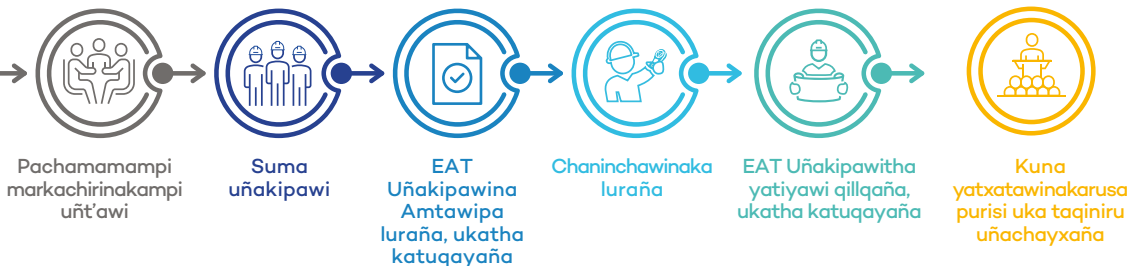 Pachamamampi
markachirinakampi
uñt'awi
Suma
uñakipawi
EAT
Uñakipawina
Amtawipa
luraña, ukatha
katuqayaña
Chaninchawinaka
luraña
EAT Uñakipawitha
yatiyawi qillqaña,
ukatha katuqayaña
Kuna
yatxatawinakarusa
purisi uka taqiniru
uñachayxaña